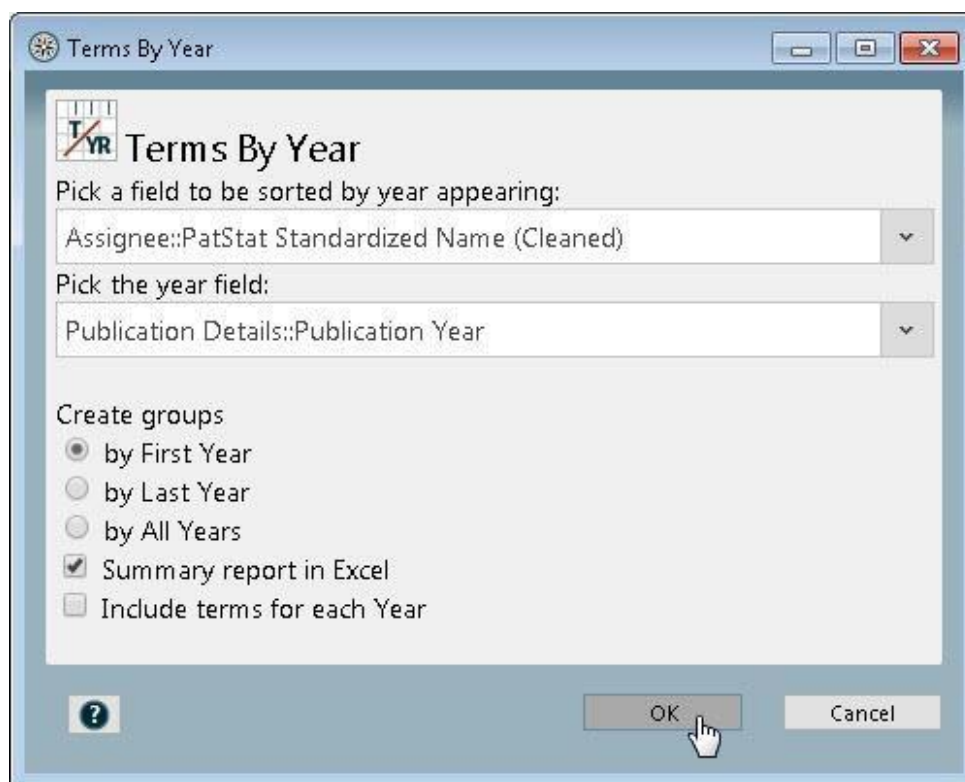 Terms By Year
T/YR Terms By Year
Pick a field to be sorted by year appearing:
Assignee::PatStat Standardized Name (Cleaned)
Pick the year field:
Publication Details::Publication Year
Create groups
by First Year
by Last Year
by All Years
Summary report in Excel
Include terms for each Year
? OK Cancel